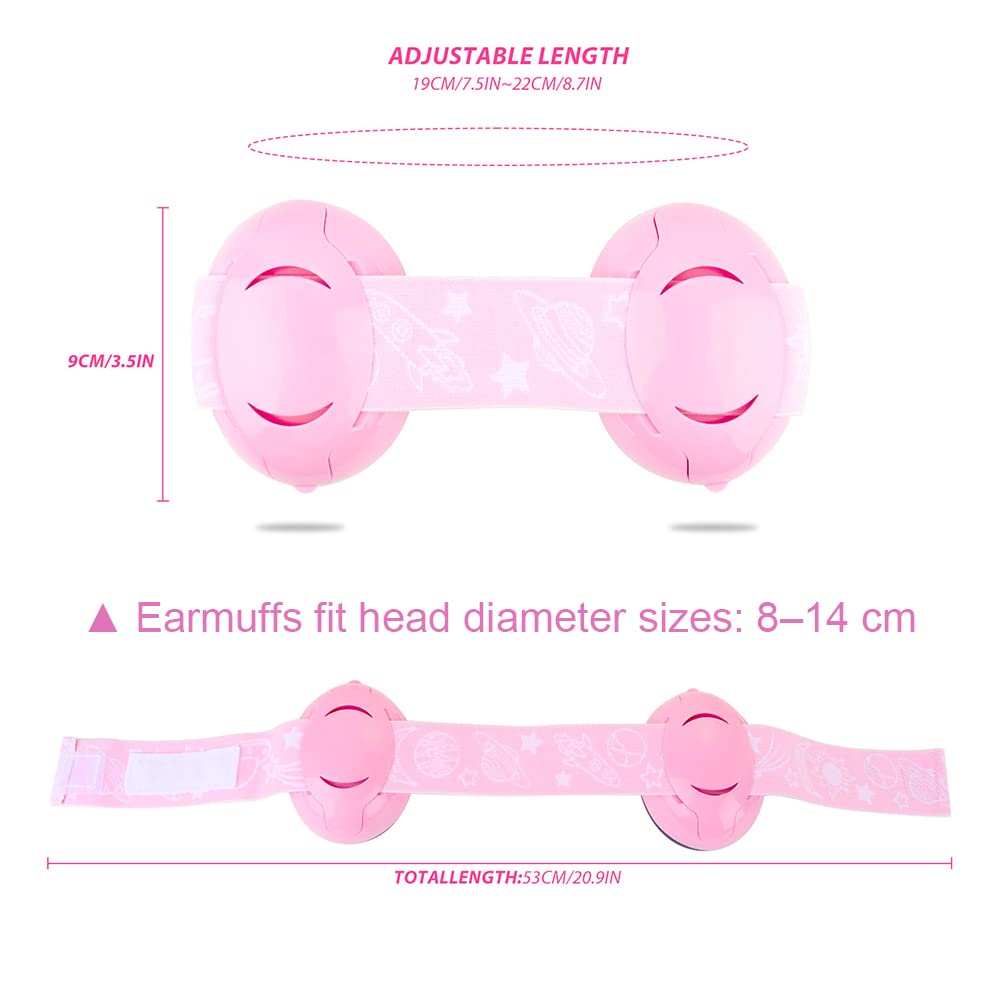 ADJUSTABLE LENGTH
19CM/7.5IN~22CM/8.7IN
9CM/3.5IN
▲ Earmuffs fit head diameter sizes: 8–14 cm
TOTALLENGTH:53CM/20.9IN